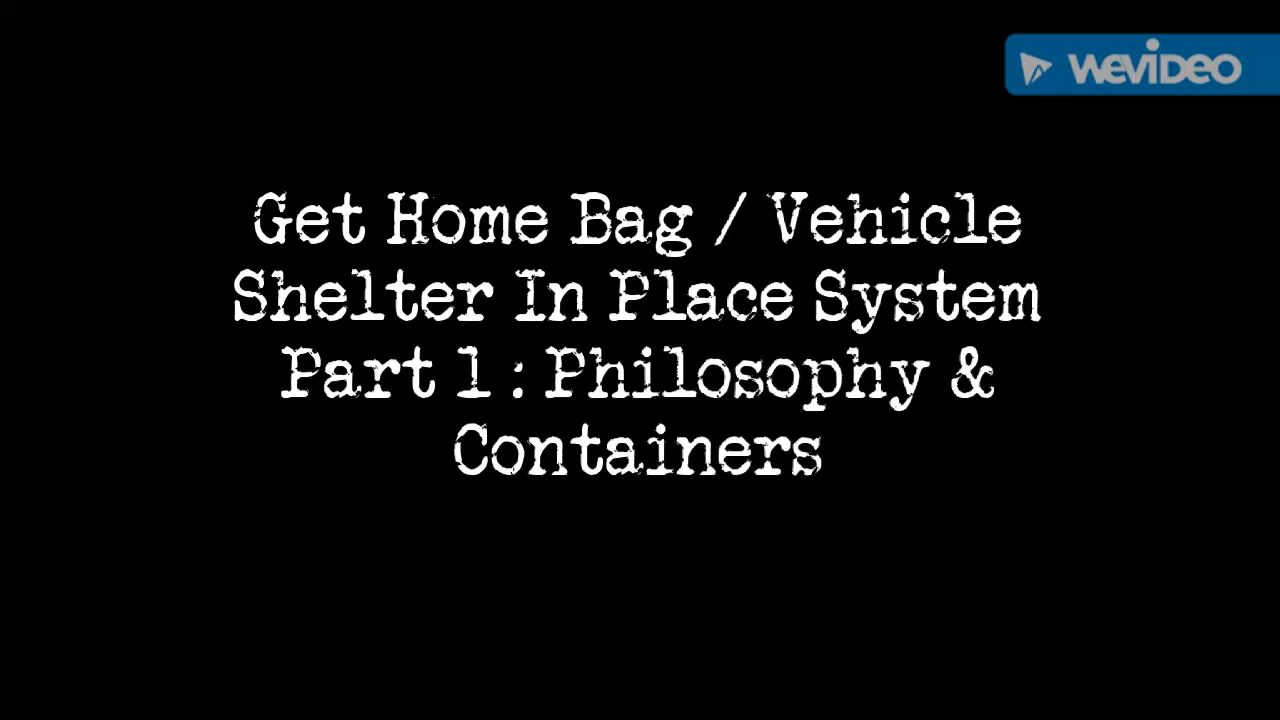 WEVIDEO
Get Home Bag / Vehicle
Shelter In Place System
Part 1 : Philosophy &
Containers